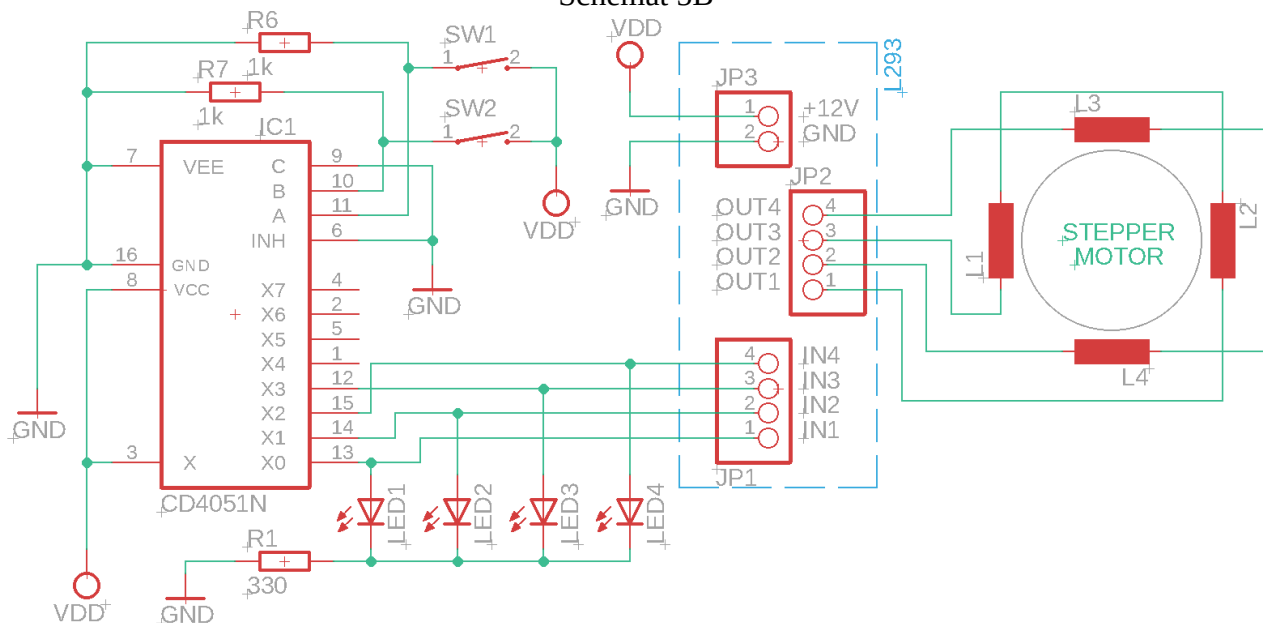 Schemat SB
R6
1k
R7
1k
SW1
1 2
SW2
1 2
VDD
IC1
7 VEE
16 GND
8 VCC
3 X
C 9
B 10
A 11
INH 6
X7 4
X6 2
X5 5
X4 1
X3 12
X2 15
X1 14
X0 13
CD4051N
GND
GND
VDD
R1
330
GND
LED1
LED2
LED3
LED4
VDD
GND
L293
JP3
1 +12V
2 GND
JP2
OUT4 4
OUT3 3
OUT2 2
OUT1 1
4 IN4
3 IN3
2 IN2
1 IN1
JP1
L3
L1
L2
L4
STEPPER
MOTOR